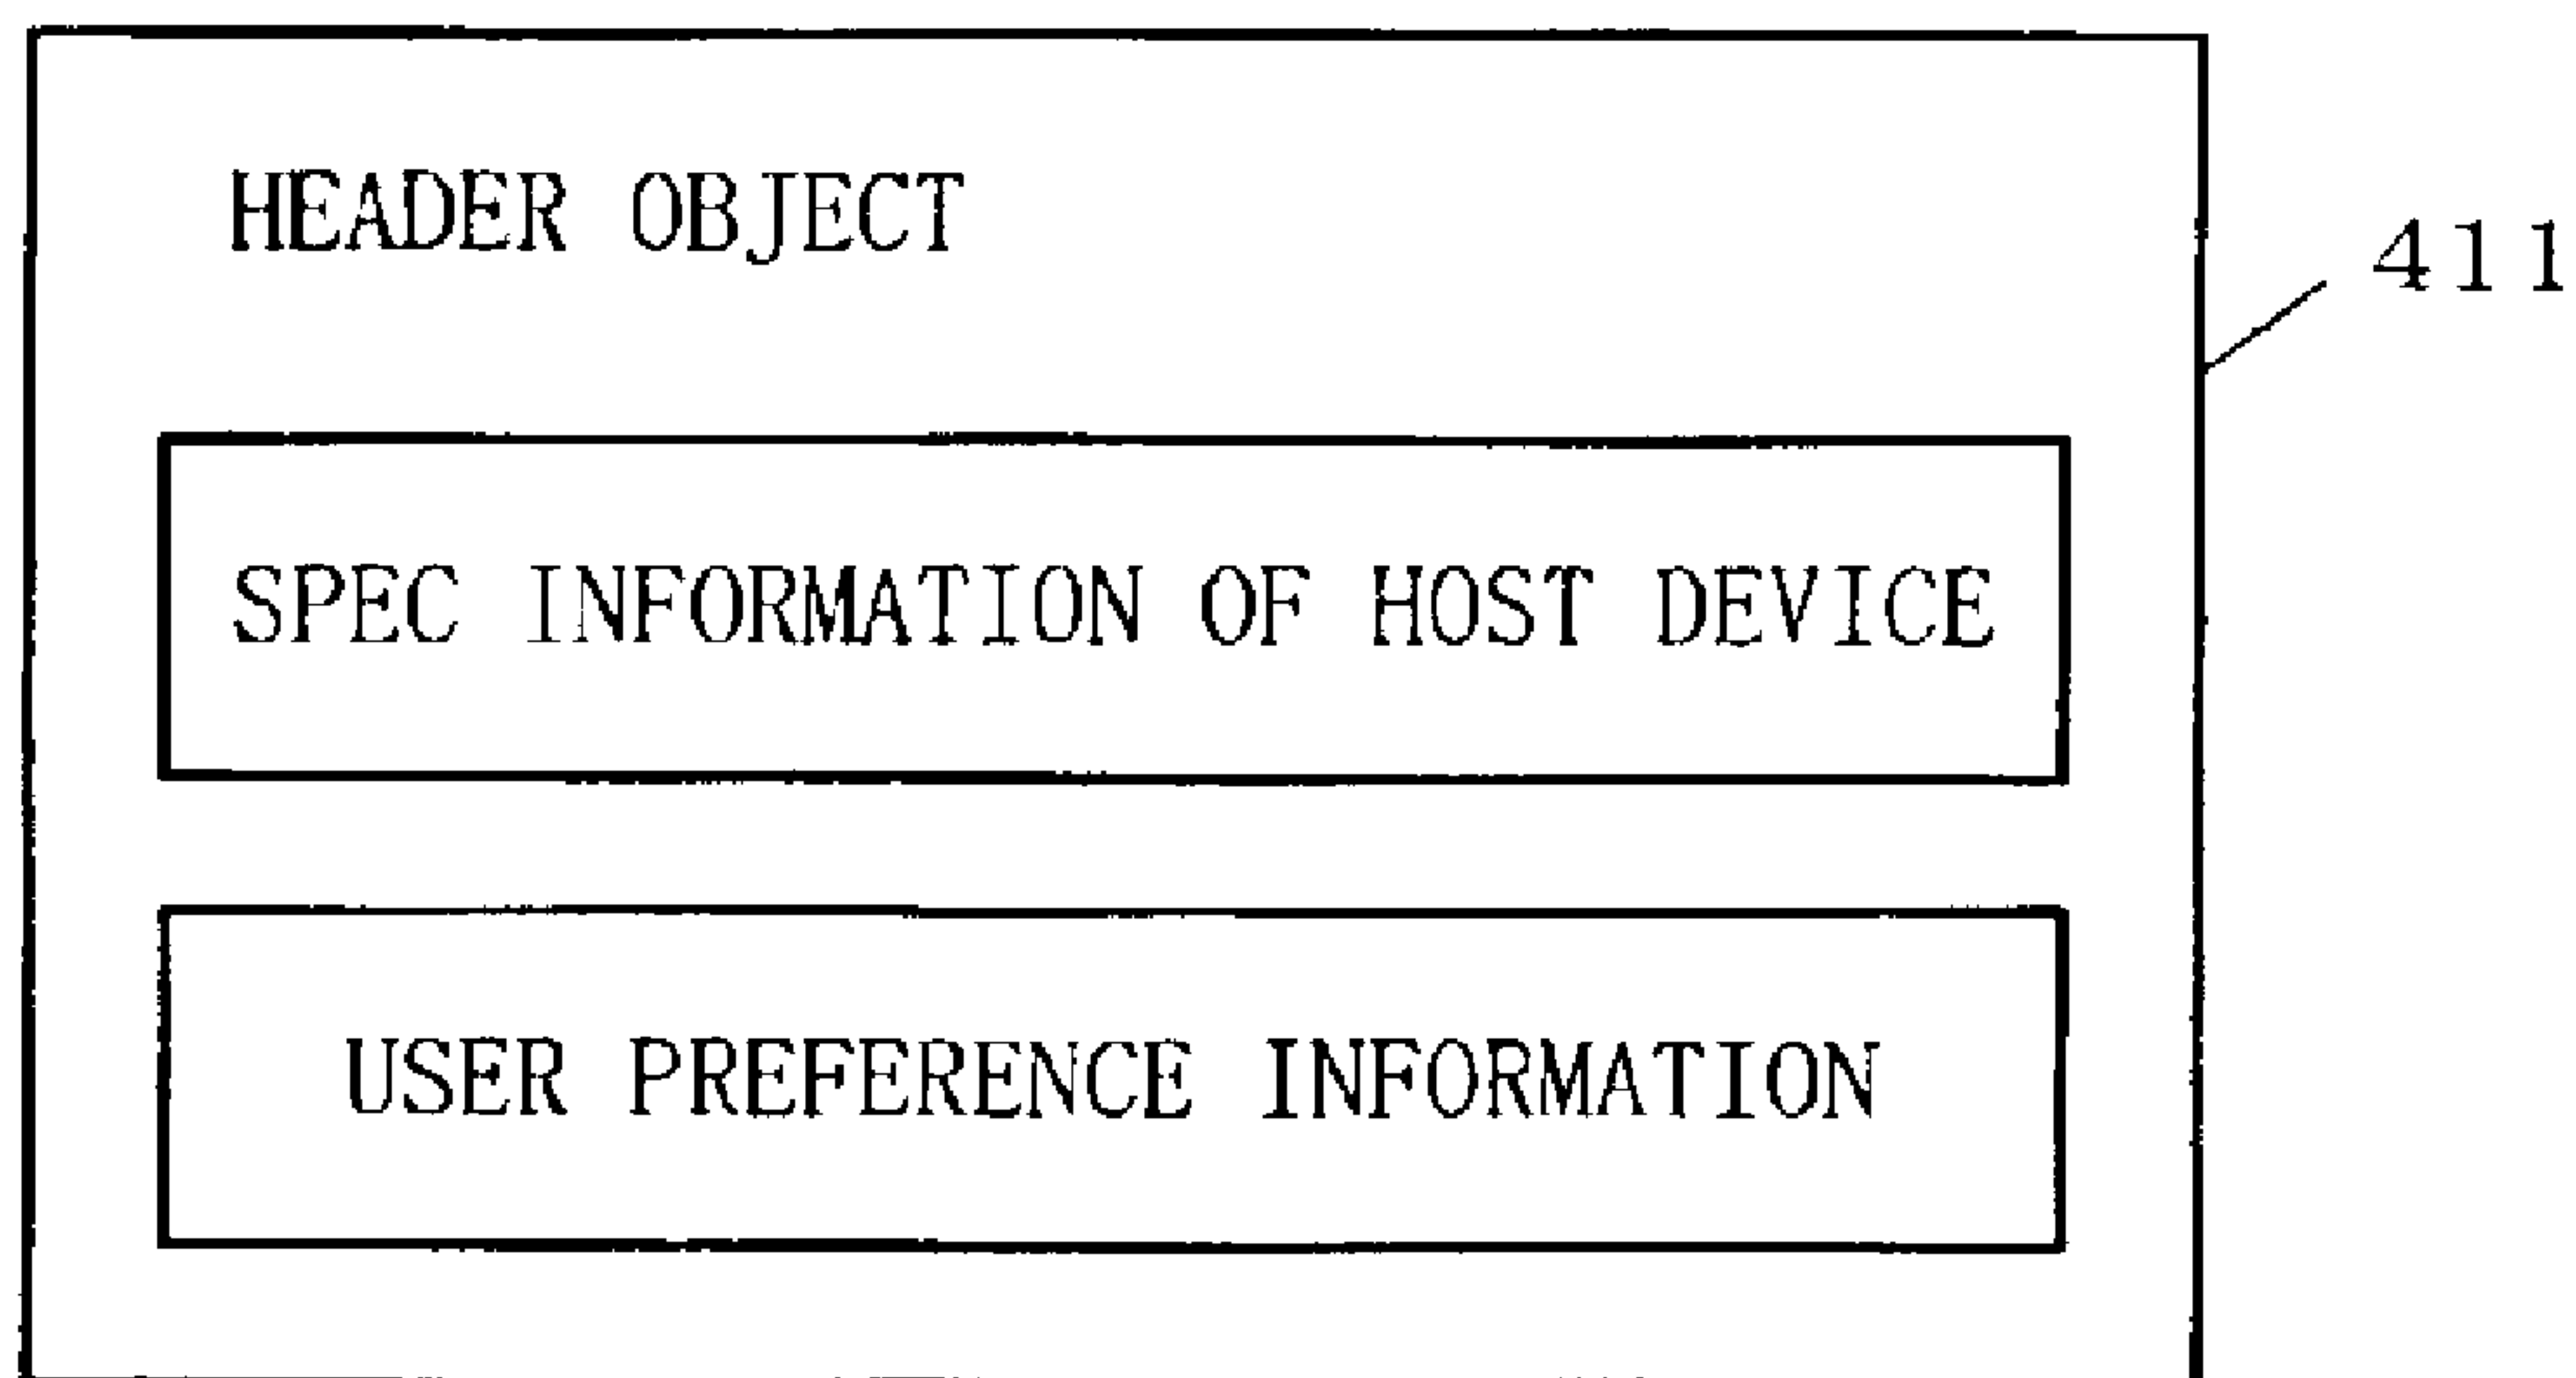 HEADER OBJECT
411
SPEC INFORMATION OF HOST DEVICE
USER PREFERENCE INFORMATION